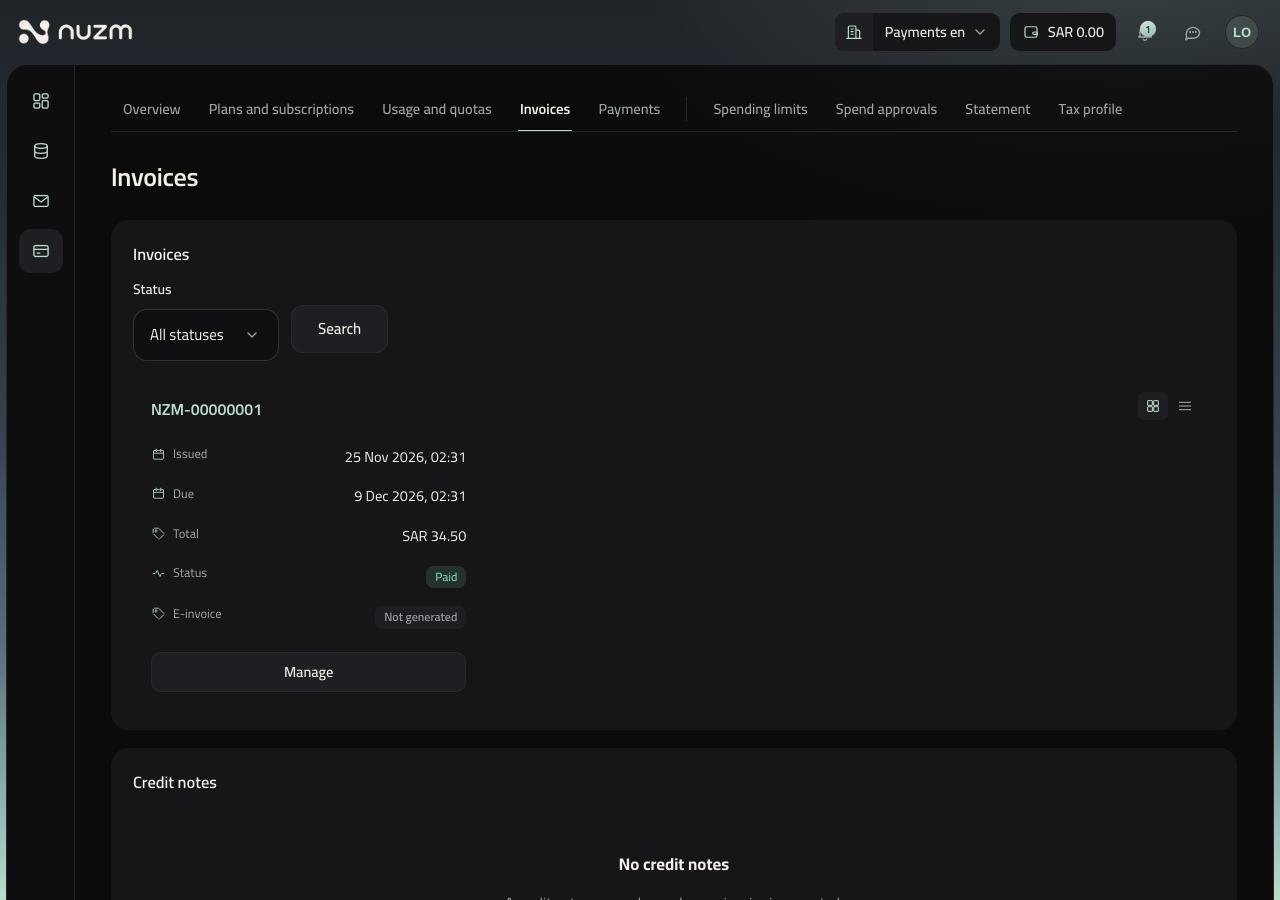 nuzm
Payments en
SAR 0.00
1
LO
Overview
Plans and subscriptions
Usage and quotas
Invoices
Payments
Spending limits
Spend approvals
Statement
Tax profile
Invoices
Invoices
Status
All statuses
Search
NZM-00000001
Issued 25 Nov 2026, 02:31
Due 9 Dec 2026, 02:31
Total SAR 34.50
Status Paid
E-invoice Not generated
Manage
Credit notes
No credit notes